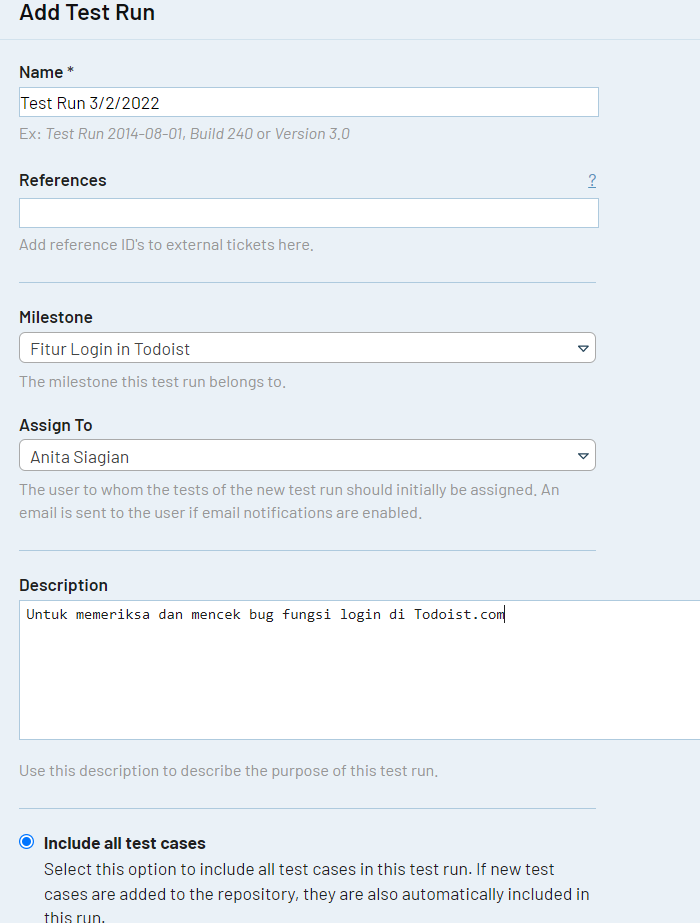 Add Test Run
Name *
Test Run 3/2/2022
Ex: Test Run 2014-08-01, Build 240 or Version 3.0
References ?
Add reference ID's to external tickets here.
Milestone
Fitur Login in Todoist
The milestone this test run belongs to.
Assign To
Anita Siagian
The user to whom the tests of the new test run should initially be assigned. An
email is sent to the user if email notifications are enabled.
Description
Untuk memeriksa dan mencek bug fungsi login di Todoist.com
Use this description to describe the purpose of this test run.
Include all test cases
Select this option to include all test cases in this test run. If new test
cases are added to the repository, they are also automatically included in
this run.